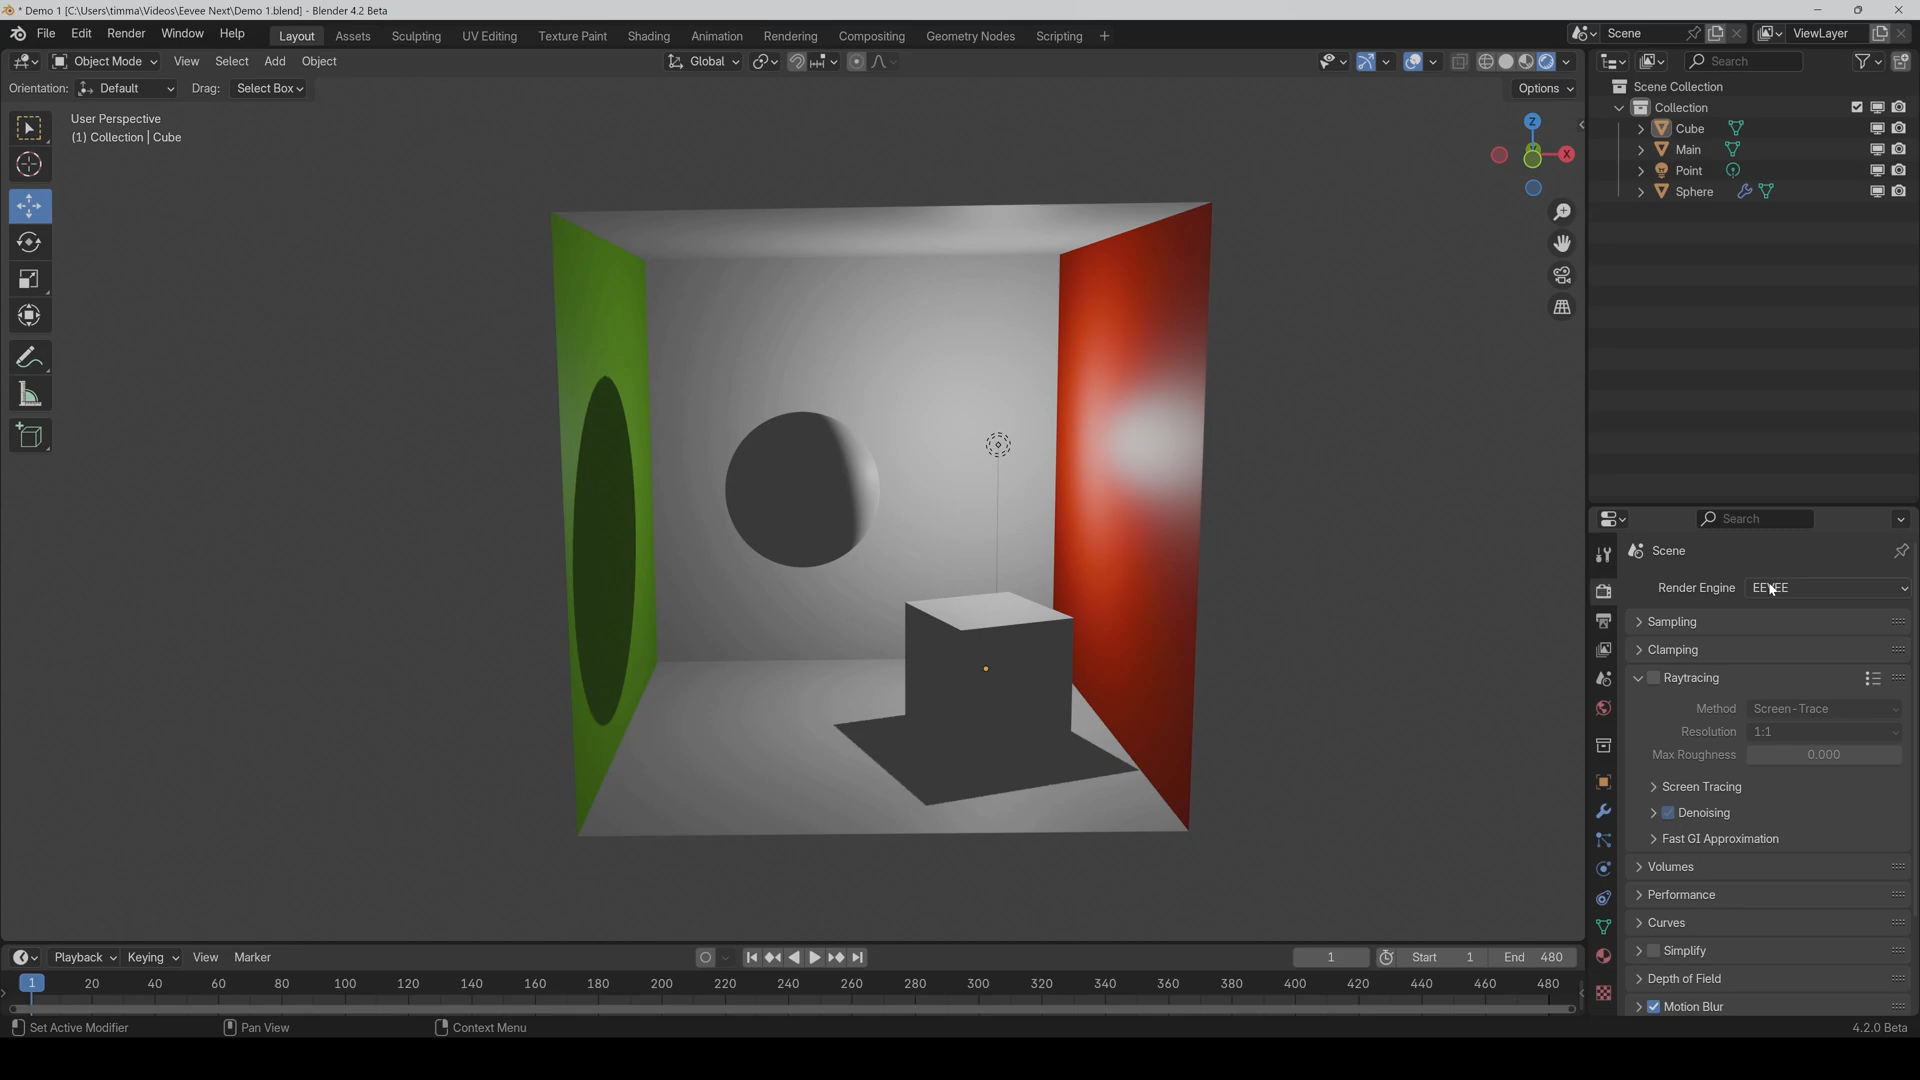 * Demo 1 [C:\Users\timma\Videos\Eevee Next\Demo 1.blend] - Blender 4.2 Beta
File Edit Render Window Help Layout Assets Sculpting UV Editing Texture Paint Shading Animation Rendering Compositing Geometry Nodes Scripting + Scene ViewLayer
Object Mode View Select Add Object Global Search
Orientation: Default Drag: Select Box Options
User Perspective
(1) Collection | Cube
Z
X
Scene Collection
Collection
Cube
Main
Point
Sphere
Search
Scene
Render Engine EEVEE
Sampling
Clamping
Raytracing
Method Screen-Trace
Resolution 1:1
Max Roughness 0.000
Screen Tracing
Denoising
Fast GI Approximation
Volumes
Performance
Curves
Simplify
Depth of Field
Motion Blur
Playback Keying View Marker 1 Start 1 End 480
1 20 40 60 80 100 120 140 160 180 200 220 240 260 280 300 320 340 360 380 400 420 440 460 480
Set Active Modifier Pan View Context Menu 4.2.0 Beta